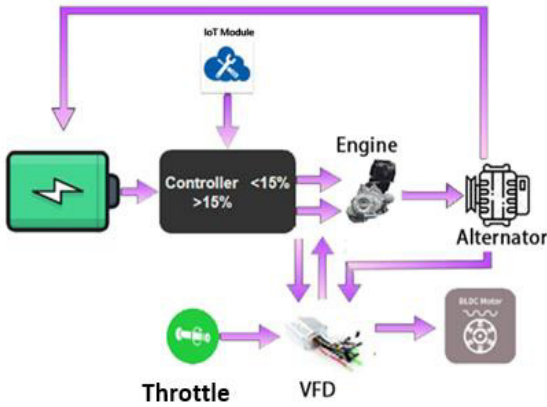 IoT Module
Engine
Controller <15%
>15%
Alternator
BLDC Motor
Throttle
VFD